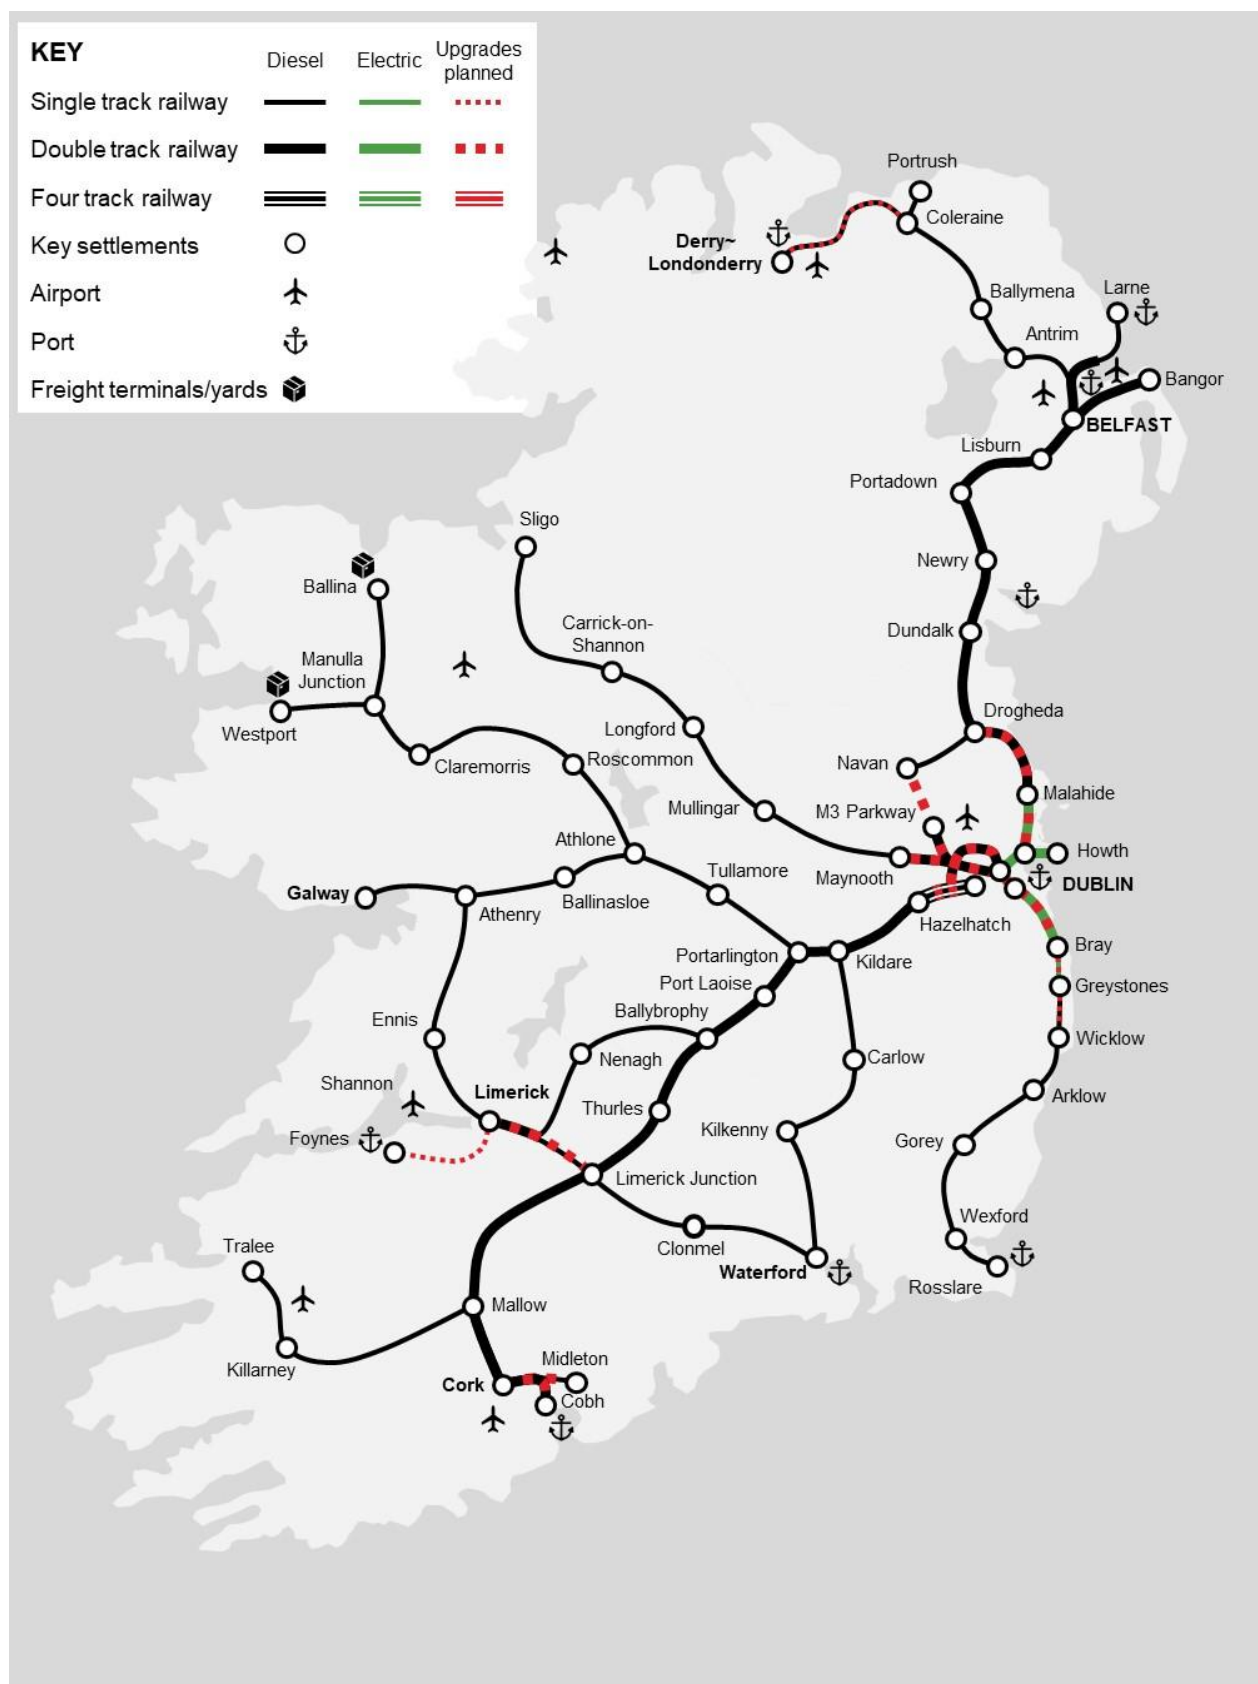 KEY
Diesel
Electric
Upgrades
planned
Single track railway
Double track railway
Four track railway
Key settlements
Airport
Port
Freight terminals/yards
Portrush
Coleraine
Derry~
Londonderry
Larne
Ballymena
Antrim
Bangor
BELFAST
Lisburn
Portadown
Sligo
Newry
Ballina
Carrick-on-
Shannon
Dundalk
Manulla
Junction
Westport
Drogheda
Longford
Claremorris
Roscommon
Navan
Malahide
Mullingar
M3 Parkway
Athlone
Howth
Tullamore
Maynooth
DUBLIN
Galway
Ballinasloe
Athenry
Hazelhatch
Bray
Portarlington
Kildare
Port Laoise
Greystones
Ballybrophy
Ennis
Wicklow
Nenagh
Carlow
Shannon
Limerick
Arklow
Thurles
Foynes
Kilkenny
Gorey
Limerick Junction
Wexford
Tralee
Clonmel
Waterford
Rosslare
Mallow
Killarney
Midleton
Cork
Cobh